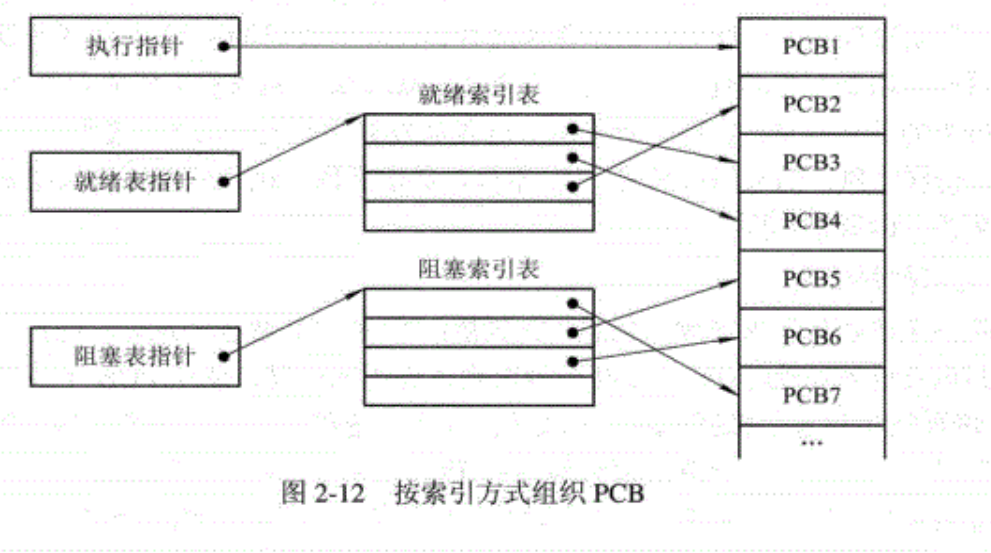 执行指针
PCB1
就绪索引表
PCB2
就绪表指针
PCB3
PCB4
阻塞索引表
PCB5
阻塞表指针
PCB6
PCB7
...
图 2-12 按索引方式组织 PCB